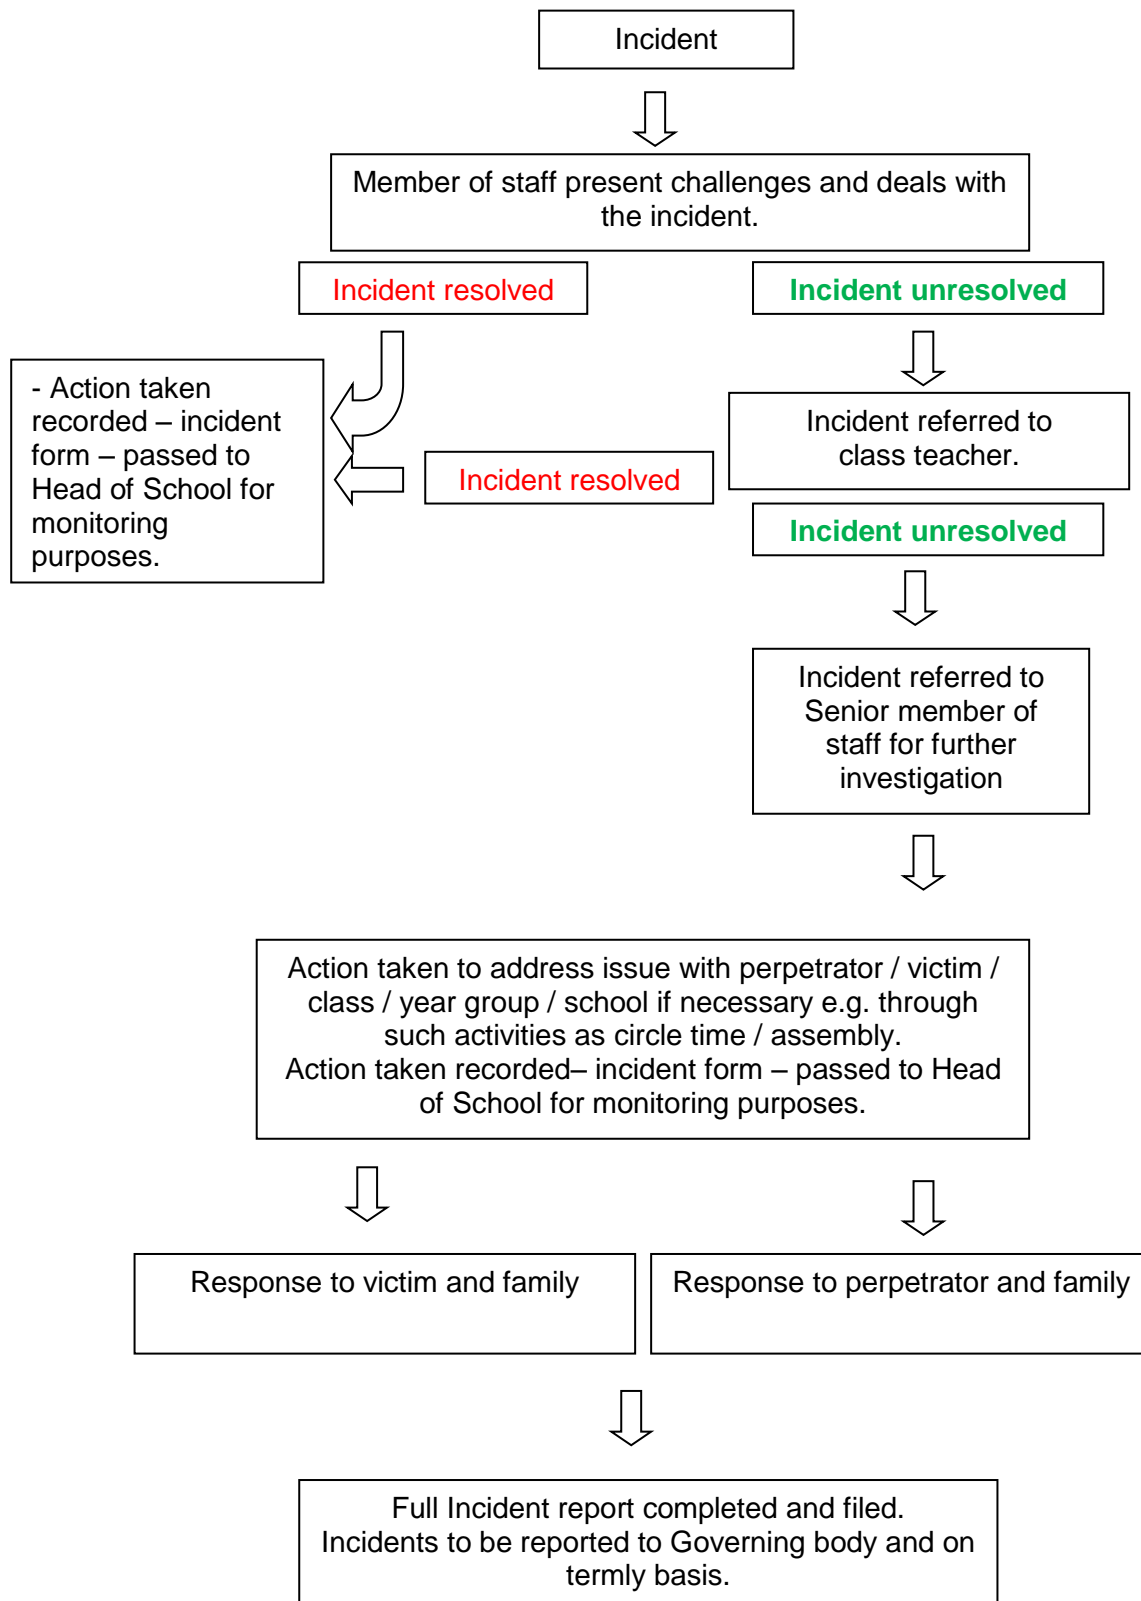 Incident
Member of staff present challenges and deals with
the incident.
Incident resolved
Incident unresolved
- Action taken
recorded – incident
form – passed to
Head of School for
monitoring
purposes.
Incident referred to
class teacher.
Incident resolved
Incident unresolved
Incident referred to
Senior member of
staff for further
investigation
Action taken to address issue with perpetrator / victim /
class / year group / school if necessary e.g. through
such activities as circle time / assembly.
Action taken recorded– incident form – passed to Head
of School for monitoring purposes.
Response to victim and family
Response to perpetrator and family
Full Incident report completed and filed.
Incidents to be reported to Governing body and on
termly basis.